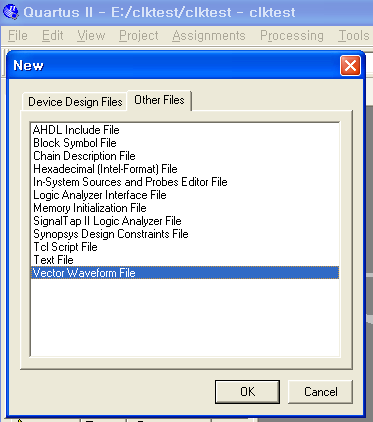 Quartus II - E:/clktest/clktest - clktest
File Edit View Project Assignments Processing Tools
New
Device Design Files Other Files
AHDL Include File
Block Symbol File
Chain Description File
Hexadecimal (Intel-Format) File
In-System Sources and Probes Editor File
Logic Analyzer Interface File
Memory Initialization File
SignalTap II Logic Analyzer File
Synopsys Design Constraints File
Tcl Script File
Text File
Vector Waveform File
OK Cancel